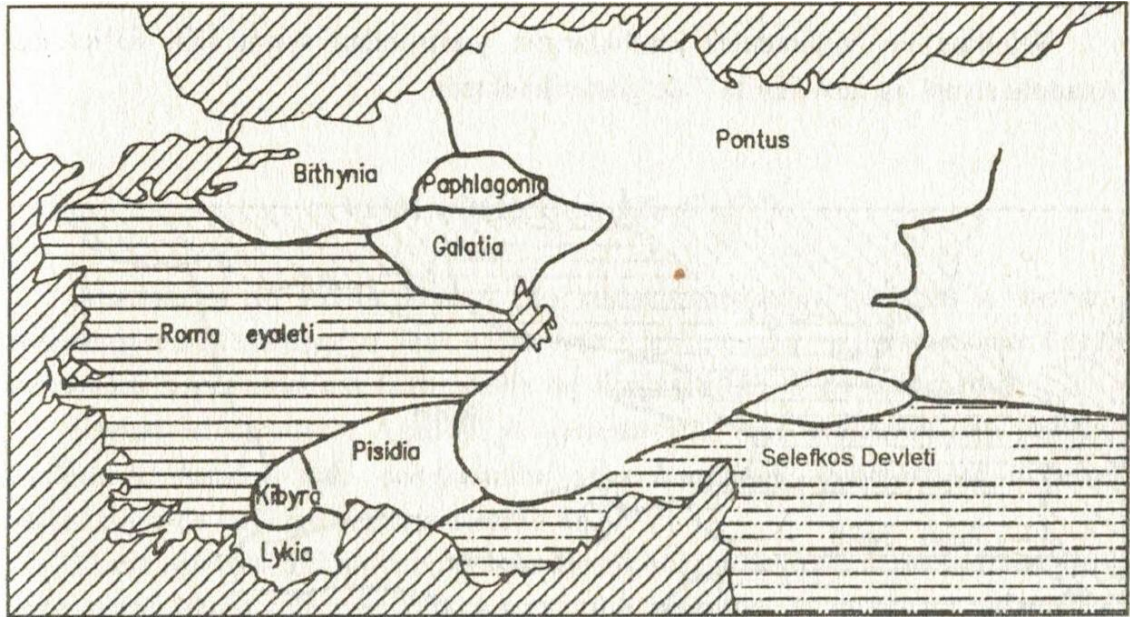 Pontus
Bithynia
Paphlagonia
Galatia
Roma eyaleti
Pisidia
Selefkos Devleti
Kibyra
Lykia